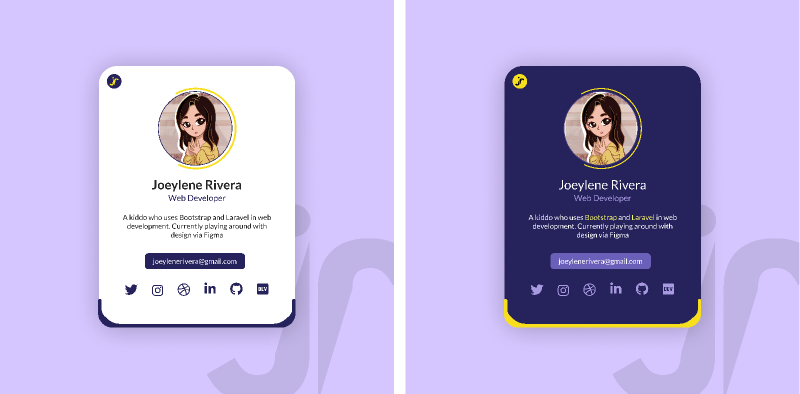 Joeylene Rivera
Web Developer
A kiddo who uses Bootstrap and Laravel in web
development. Currently playing around with
design via Figma
joeylenerivera@gmail.com
DEV
Joeylene Rivera
Web Developer
A kiddo who uses Bootstrap and Laravel in web
development. Currently playing around with
design via Figma
joeylenerivera@gmail.com
DEV